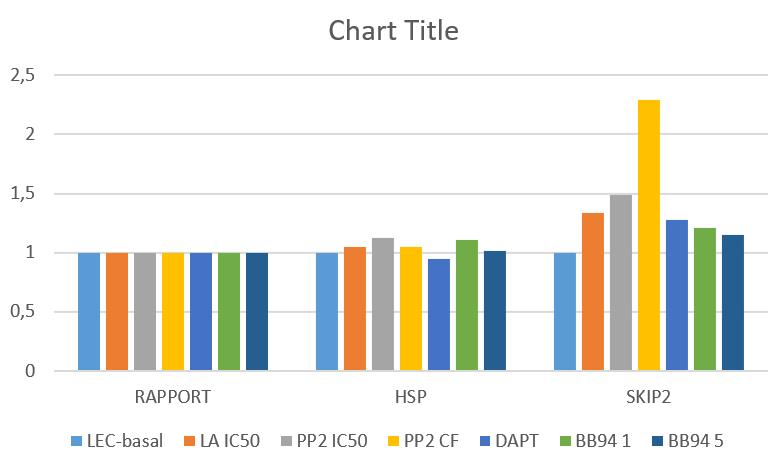 Chart Title
2,5
2
1,5
1
0,5
0
RAPPORT HSP SKIP2
LEC-basal LA IC50 PP2 IC50 PP2 CF DAPT BB94 1 BB94 5